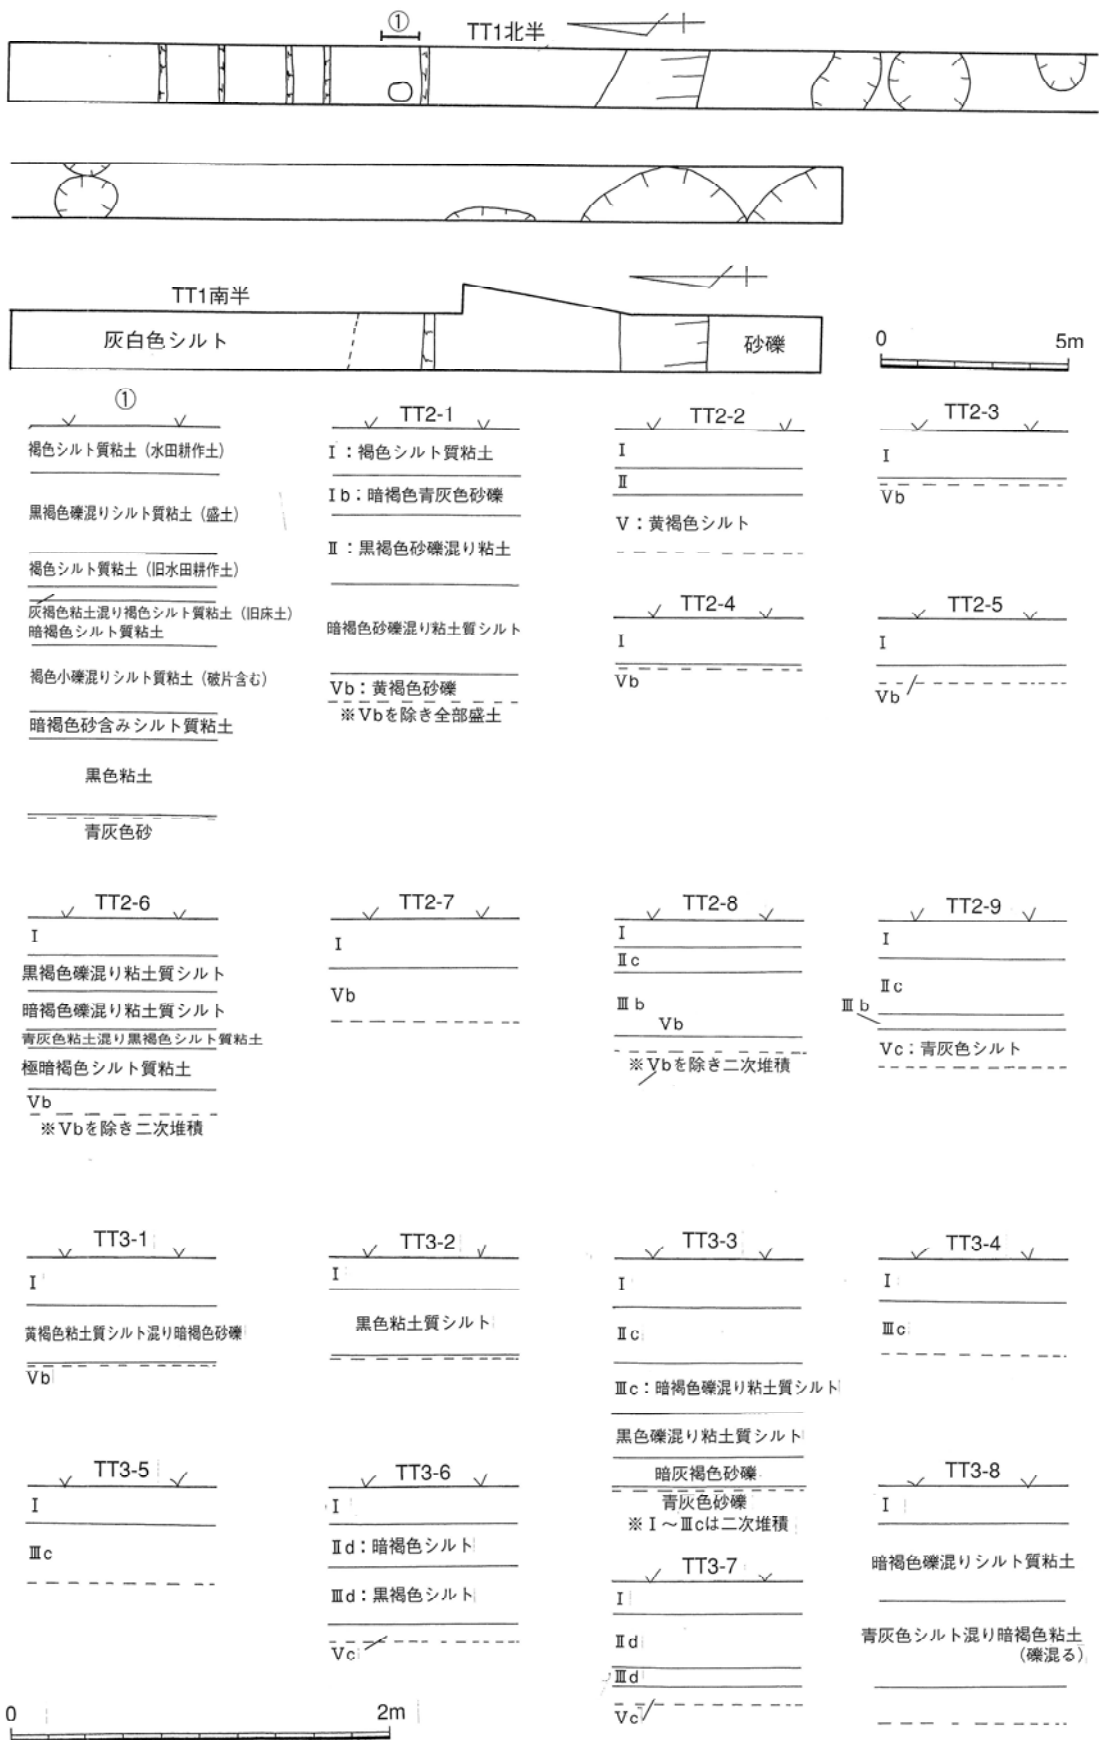 ①
TT1北半
TT1南半
灰白色シルト
砂礫
0 5m
①
褐色シルト質粘土（水田耕作土）
黒褐色礫混りシルト質粘土（盛土）
褐色シルト質粘土（旧水田耕作土）
灰褐色粘土混り褐色シルト質粘土（旧床土）
暗褐色シルト質粘土
褐色小礫混りシルト質粘土（破片含む）
暗褐色砂含みシルト質粘土
黒色粘土
青灰色砂
TT2-1
Ⅰ：褐色シルト質粘土
Ⅰb：暗褐色青灰色砂礫
Ⅱ：黒褐色砂礫混り粘土
暗褐色砂礫混り粘土質シルト
Ⅴb：黄褐色砂礫
※Ⅴbを除き全部盛土
TT2-2
Ⅰ
Ⅱ
Ⅴ：黄褐色シルト
TT2-3
Ⅰ
Ⅴb
TT2-4
Ⅰ
Ⅴb
TT2-5
Ⅰ
Ⅴb
TT2-6
Ⅰ
黒褐色礫混り粘土質シルト
暗褐色礫混り粘土質シルト
青灰色粘土混り黒褐色シルト質粘土
極暗褐色シルト質粘土
Ⅴb
※Ⅴbを除き二次堆積
TT2-7
Ⅰ
Ⅴb
TT2-8
Ⅰ
Ⅱc
Ⅲb
Ⅴb
※Ⅴbを除き二次堆積
TT2-9
Ⅰ
Ⅱc
Ⅲb
Ⅴc：青灰色シルト
TT3-1
Ⅰ
黄褐色粘土質シルト混り暗褐色砂礫
Ⅴb
TT3-2
Ⅰ
黒色粘土質シルト
TT3-3
Ⅰ
Ⅱc
Ⅲc：暗褐色礫混り粘土質シルト
黒色礫混り粘土質シルト
暗灰褐色砂礫
青灰色砂礫
※Ⅰ～Ⅲcは二次堆積
TT3-4
Ⅰ
Ⅲc
TT3-5
Ⅰ
Ⅲc
TT3-6
Ⅰ
Ⅱd：暗褐色シルト
Ⅲd：黒褐色シルト
Ⅴc
TT3-7
Ⅰ
Ⅱd
Ⅲd
Ⅴc
TT3-8
Ⅰ
暗褐色礫混りシルト質粘土
青灰色シルト混り暗褐色粘土
（礫混る）
0 2m